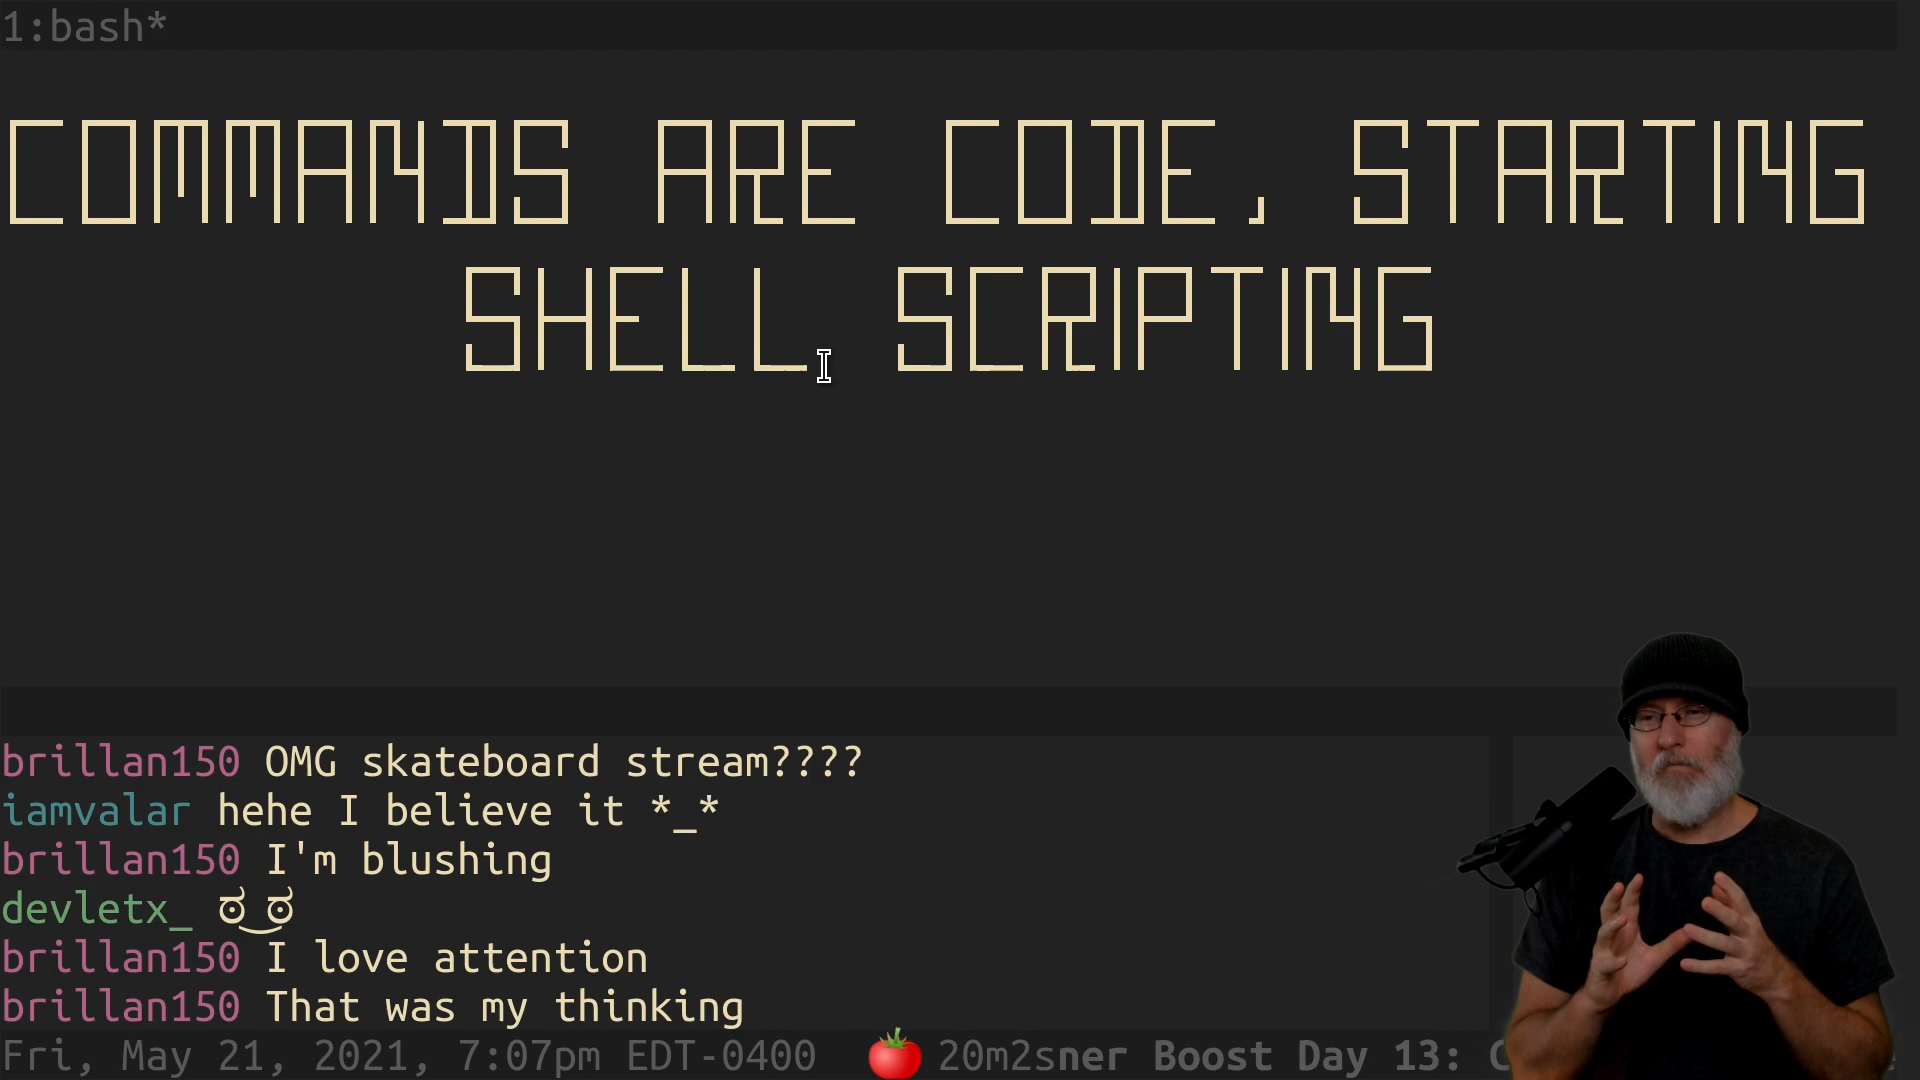 1:bash*
COMMANDS ARE CODE, STARTING
SHELL SCRIPTING
brillan150 OMG skateboard stream????
iamvalar hehe I believe it *_*
brillan150 I'm blushing
devletx_ ಠ‿ಠ
brillan150 I love attention
brillan150 That was my thinking
Fri, May 21, 2021, 7:07pm EDT-0400 🍅 20m2sner Boost Day 13: C